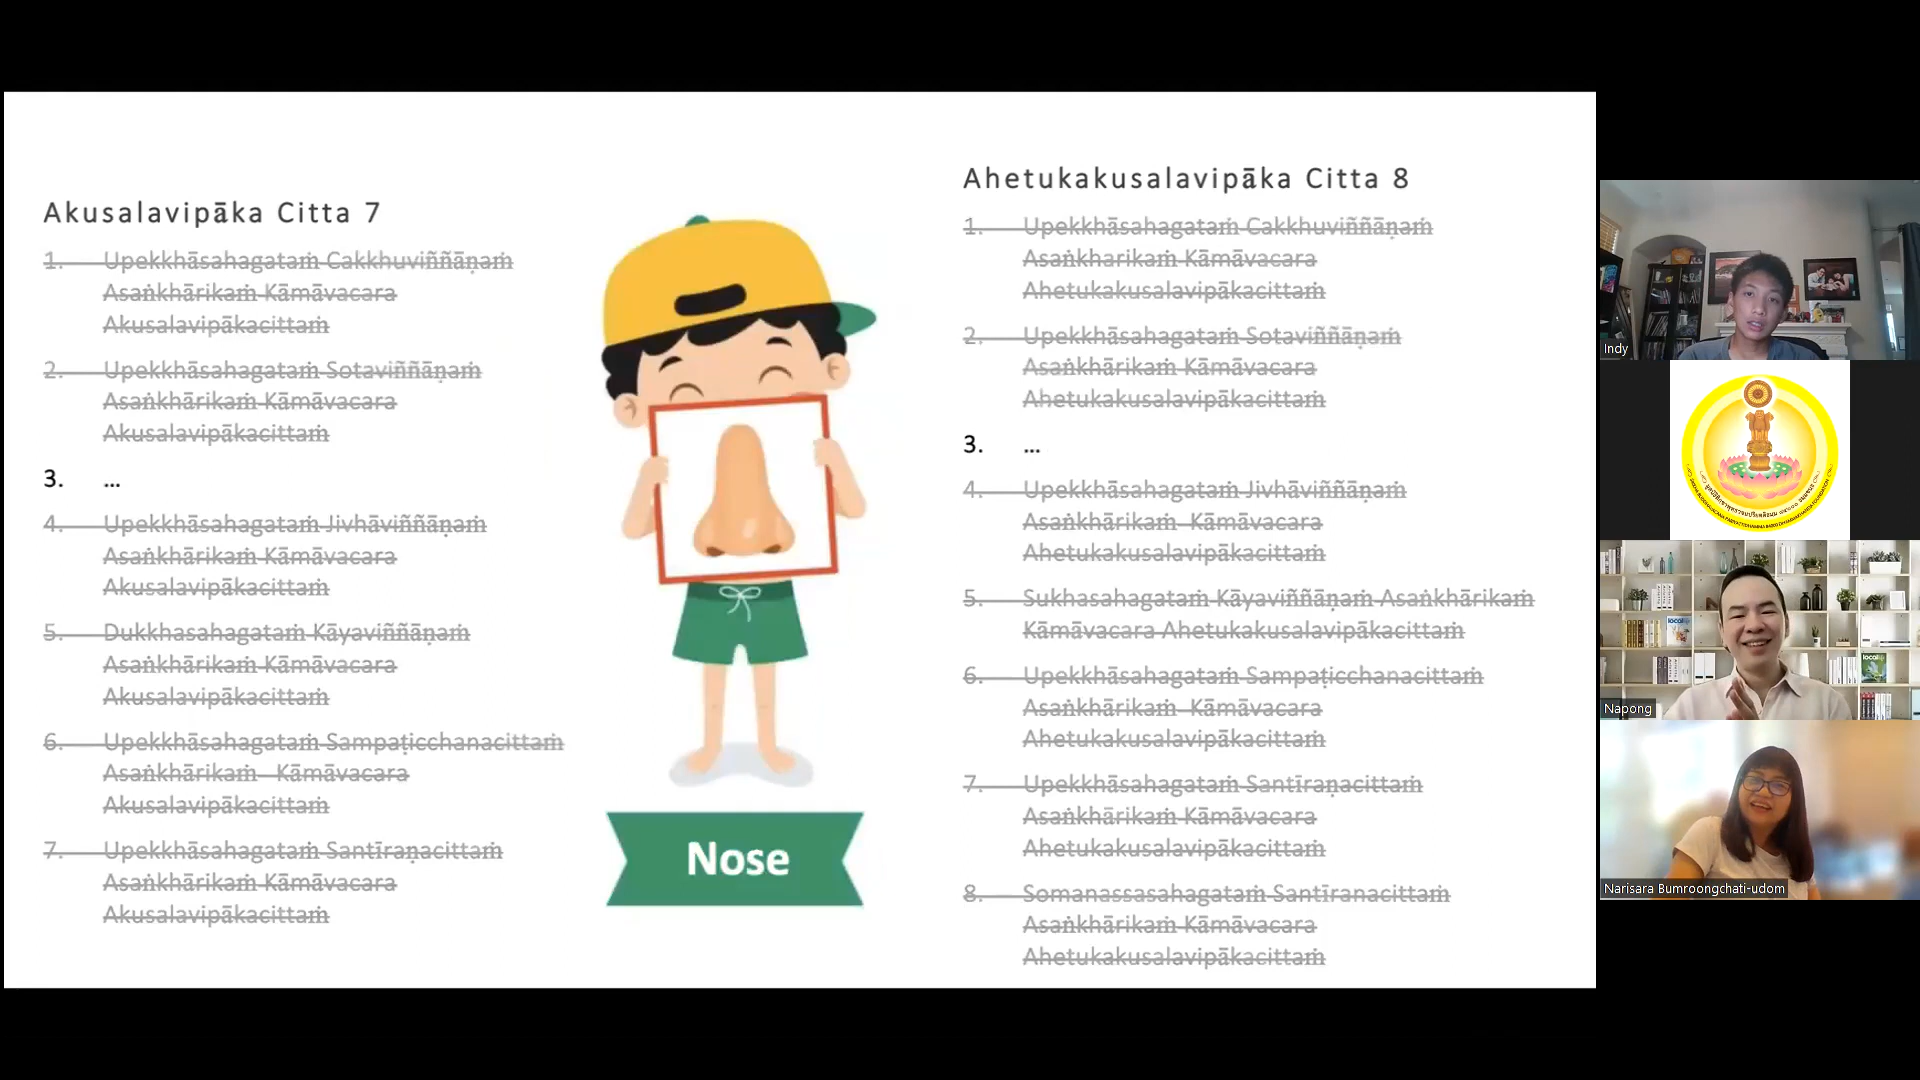 Akusalavipāka Citta 7
1. Upekkhāsahagataṁ Cakkhuviññāṇaṁ
Asaṅkhārikaṁ Kāmāvacara
Akusalavipākacittaṁ
2. Upekkhāsahagataṁ Sotaviññāṇaṁ
Asaṅkhārikaṁ Kāmāvacara
Akusalavipākacittaṁ
3. ...
4. Upekkhāsahagataṁ Jivhāviññāṇaṁ
Asaṅkhārikaṁ Kāmāvacara
Akusalavipākacittaṁ
5. Dukkhasahagataṁ Kāyaviññāṇaṁ
Asaṅkhārikaṁ Kāmāvacara
Akusalavipākacittaṁ
6. Upekkhāsahagataṁ Sampaṭicchanacittaṁ
Asaṅkhārikaṁ Kāmāvacara
Akusalavipākacittaṁ
7. Upekkhāsahagataṁ Santīraṇacittaṁ
Asaṅkhārikaṁ Kāmāvacara
Akusalavipākacittaṁ
Nose
Ahetukakusalavipāka Citta 8
1. Upekkhāsahagataṁ Cakkhuviññāṇaṁ
Asaṅkharikaṁ Kāmāvacara
Ahetukakusalavipākacittaṁ
2. Upekkhāsahagataṁ Sotaviññāṇaṁ
Asaṅkhārikaṁ Kāmāvacara
Ahetukakusalavipākacittaṁ
3. ...
4. Upekkhāsahagataṁ Jivhāviññāṇaṁ
Asaṅkhārikaṁ Kāmāvacara
Ahetukakusalavipākacittaṁ
5. Sukhasahagataṁ Kāyaviññāṇaṁ Asaṅkhārikaṁ
Kāmāvacara Ahetukakusalavipākacittaṁ
6. Upekkhāsahagataṁ Sampaṭicchanacittaṁ
Asaṅkhārikaṁ Kāmāvacara
Ahetukakusalavipākacittaṁ
7. Upekkhāsahagataṁ Santīraṇacittaṁ
Asaṅkhārikaṁ Kāmāvacara
Ahetukakusalavipākacittaṁ
8. Somanassasahagataṁ Santīranacittaṁ
Asaṅkhārikaṁ Kāmāvacara
Ahetukakusalavipākacittaṁ
Indy
local
local
Napong
Narisara Bumroongchati-udom